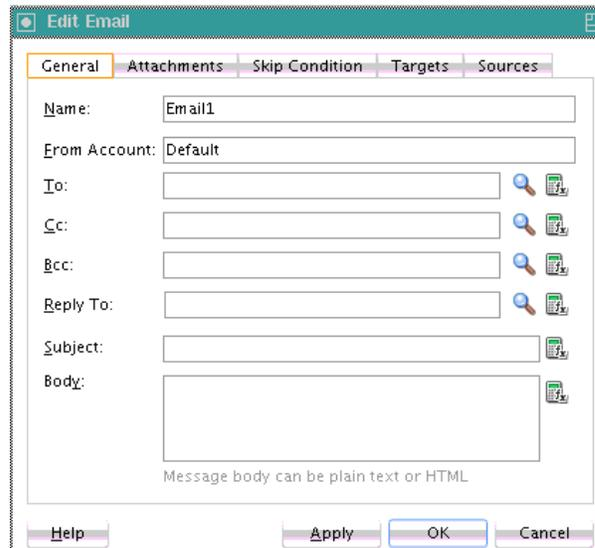 Edit Email
General Attachments Skip Condition Targets Sources
Name: Email1
From Account: Default
To:
Cc:
Bcc:
Reply To:
Subject:
Body:
Message body can be plain text or HTML
Help Apply OK Cancel